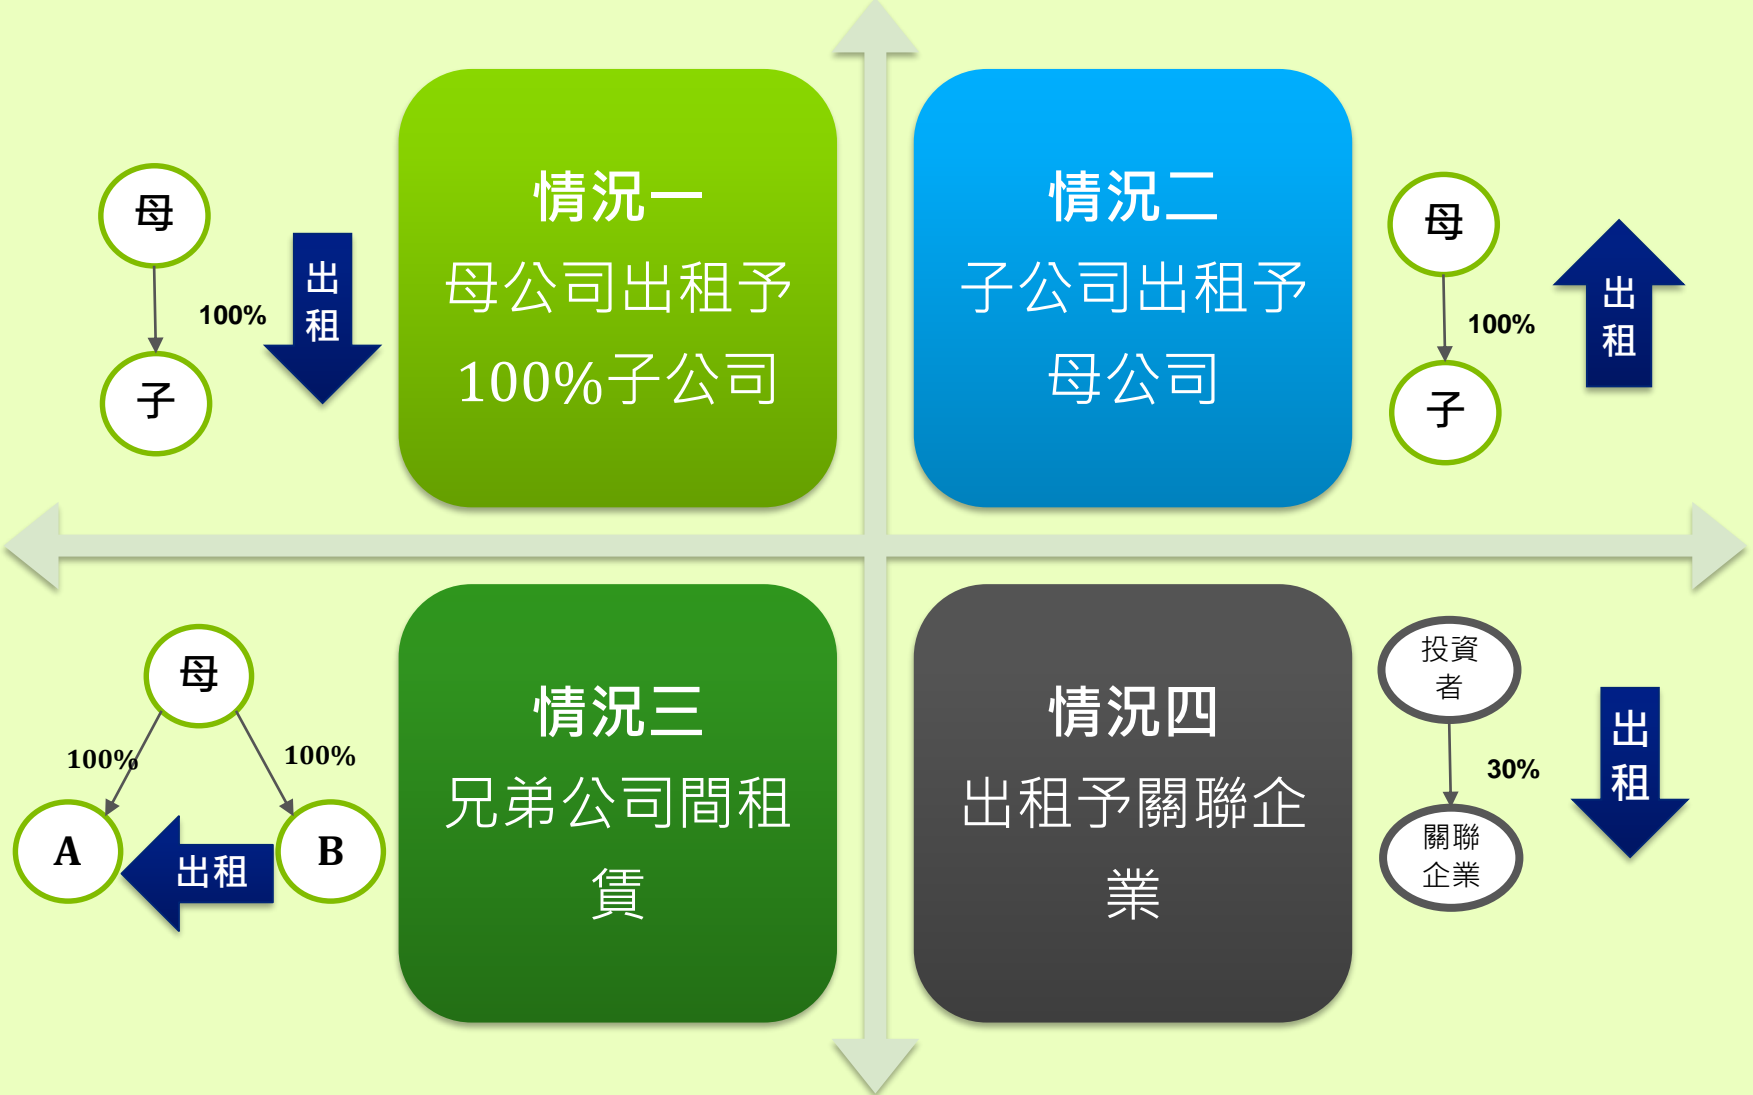 母
100%
子
出
租
情況一
母公司出租予
100%子公司
情況二
子公司出租予
母公司
母
100%
子
出
租
母
100%
100%
A
出租
B
情況三
兄弟公司間租
賃
情況四
出租予關聯企
業
投資
者
30%
關聯
企業
出
租